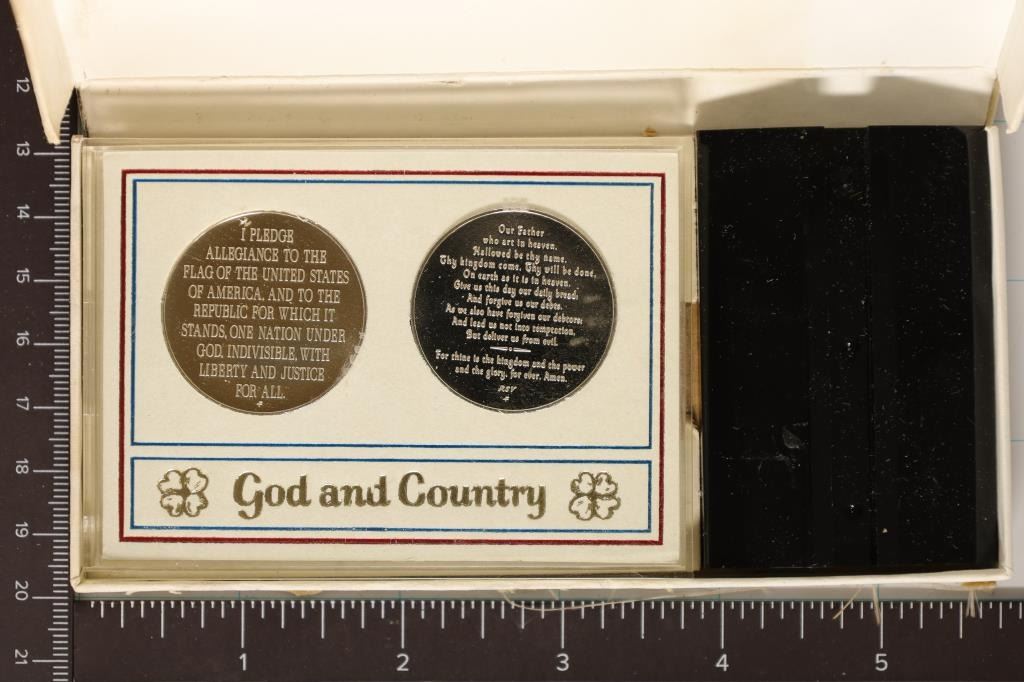 I PLEDGE
ALLEGIANCE TO THE
FLAG OF THE UNITED STATES
OF AMERICA, AND TO THE
REPUBLIC FOR WHICH IT
STANDS, ONE NATION UNDER
GOD, INDIVISIBLE, WITH
LIBERTY AND JUSTICE
FOR ALL.
Our Father
who art in heaven,
Hallowed be thy name.
Thy kingdom come, Thy will be done,
On earth as it is in heaven.
Give us this day our daily bread;
And forgive us our debts,
As we also have forgiven our debtors;
And lead us not into temptation,
But deliver us from evil.
For thine is the kingdom and the power
and the glory, for ever. Amen.
RSV
God and Country
12
13
14
15
16
17
18
19
20
21
1 2 3 4 5